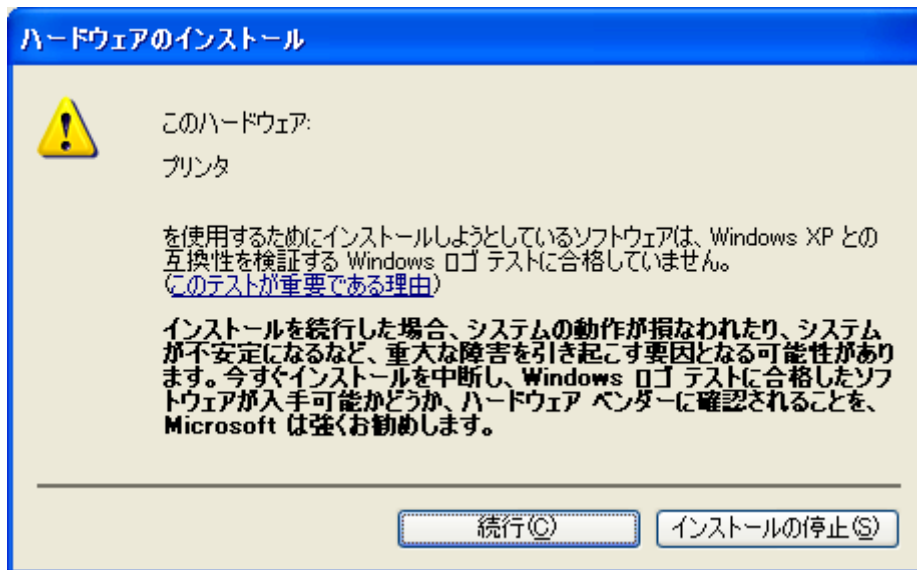 ハードウェアのインストール
このハードウェア:
プリンタ
を使用するためにインストールしようとしているソフトウェアは、Windows XP との
互換性を検証する Windows ロゴ テストに合格していません。
(このテストが重要である理由)
インストールを続行した場合、システムの動作が損なわれたり、システム
が不安定になるなど、重大な障害を引き起こす要因となる可能性があり
ます。今すぐインストールを中断し、Windows ロゴ テストに合格したソフ
トウェアが入手可能かどうか、ハードウェア ベンダーに確認されることを、
Microsoft は強くお勧めします。
続行(C)
インストールの停止(S)